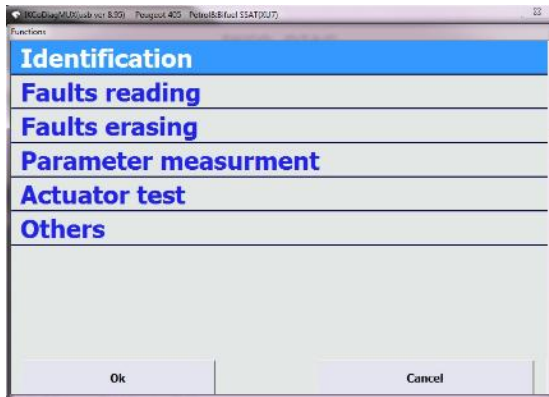 IKCoDiagMUX(usb ver 8.95) Peugeot 405 Petrol&Bifuel SSAT(XU7)
Functions
Identification
Faults reading
Faults erasing
Parameter measurment
Actuator test
Others
Ok Cancel